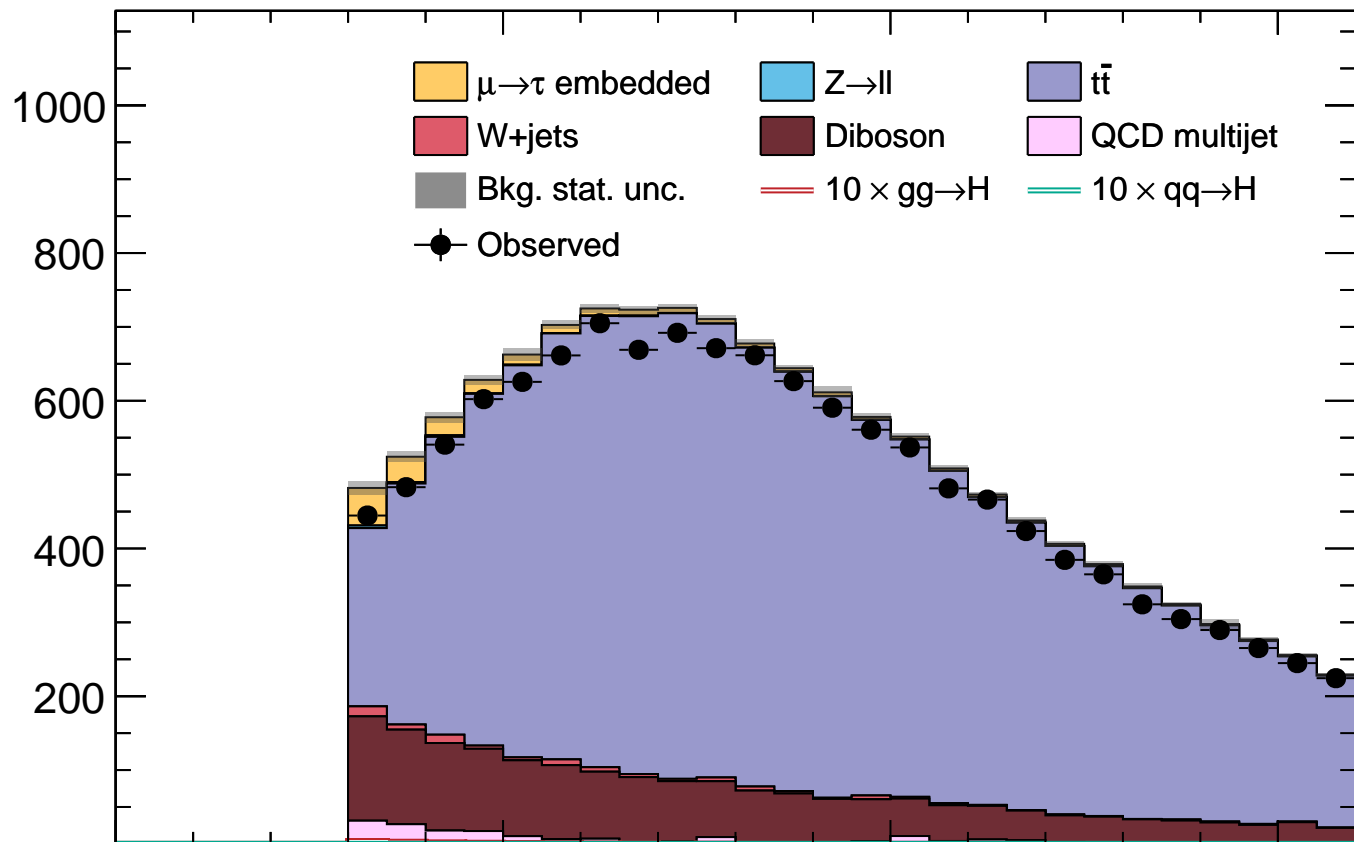 1000
800
600
400
200
μ→τ embedded Z→ll tt̄
W+jets Diboson QCD multijet
Bkg. stat. unc. 10 × gg→H 10 × qq→H
Observed